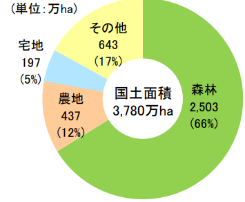 (単位：万ha)
その他
643
(17%)
宅地
197
(5%)
農地
437
(12%)
国土面積
3,780万ha
森林
2,503
(66%)